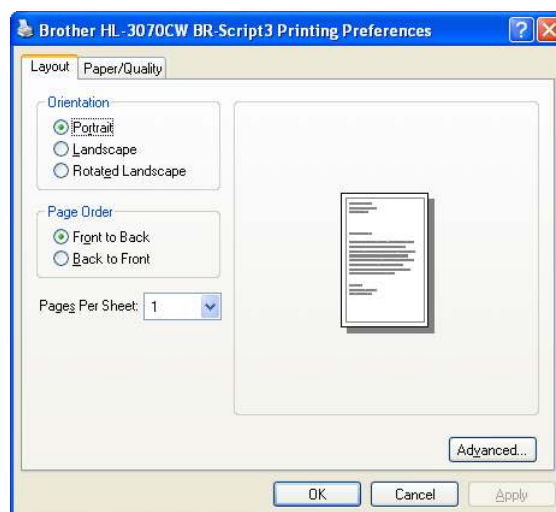 Brother HL-3070CW BR-Script3 Printing Preferences
Layout Paper/Quality
Orientation
Portrait
Landscape
Rotated Landscape
Page Order
Front to Back
Back to Front
Pages Per Sheet: 1
Advanced...
OK Cancel Apply